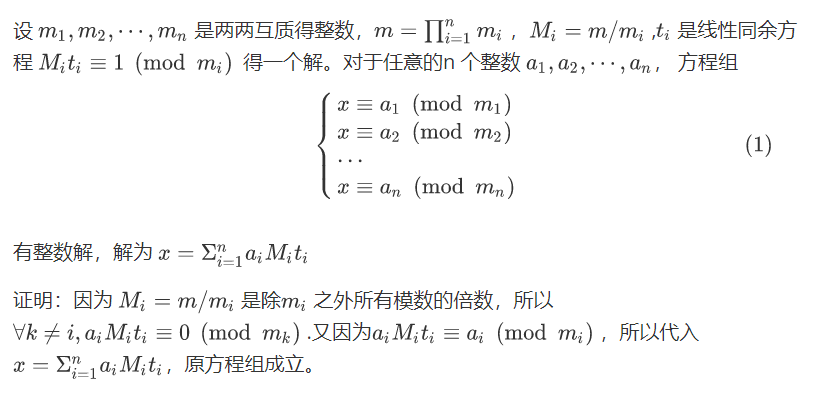 设 $m_1, m_2, \cdots, m_n$ 是两两互质得整数，$m = \prod_{i=1}^{n} m_i$ ，$M_i = m/m_i$ ,$t_i$ 是线性同余方
程 $M_i t_i \equiv 1 \pmod{m_i}$ 得一个解。对于任意的n 个整数 $a_1, a_2, \cdots, a_n$， 方程组
$x \equiv a_1 \pmod{m_1}$
$x \equiv a_2 \pmod{m_2}$
$\cdots$
$x \equiv a_n \pmod{m_n}$
(1)
有整数解，解为 $x = \Sigma_{i=1}^{n} a_i M_i t_i$
证明：因为 $M_i = m/m_i$ 是除$m_i$ 之外所有模数的倍数，所以
$\forall k \neq i, a_i M_i t_i \equiv 0 \pmod{m_k}$ .又因为$a_i M_i t_i \equiv a_i \pmod{m_i}$ ，所以代入
$x = \Sigma_{i=1}^{n} a_i M_i t_i$，原方程组成立。